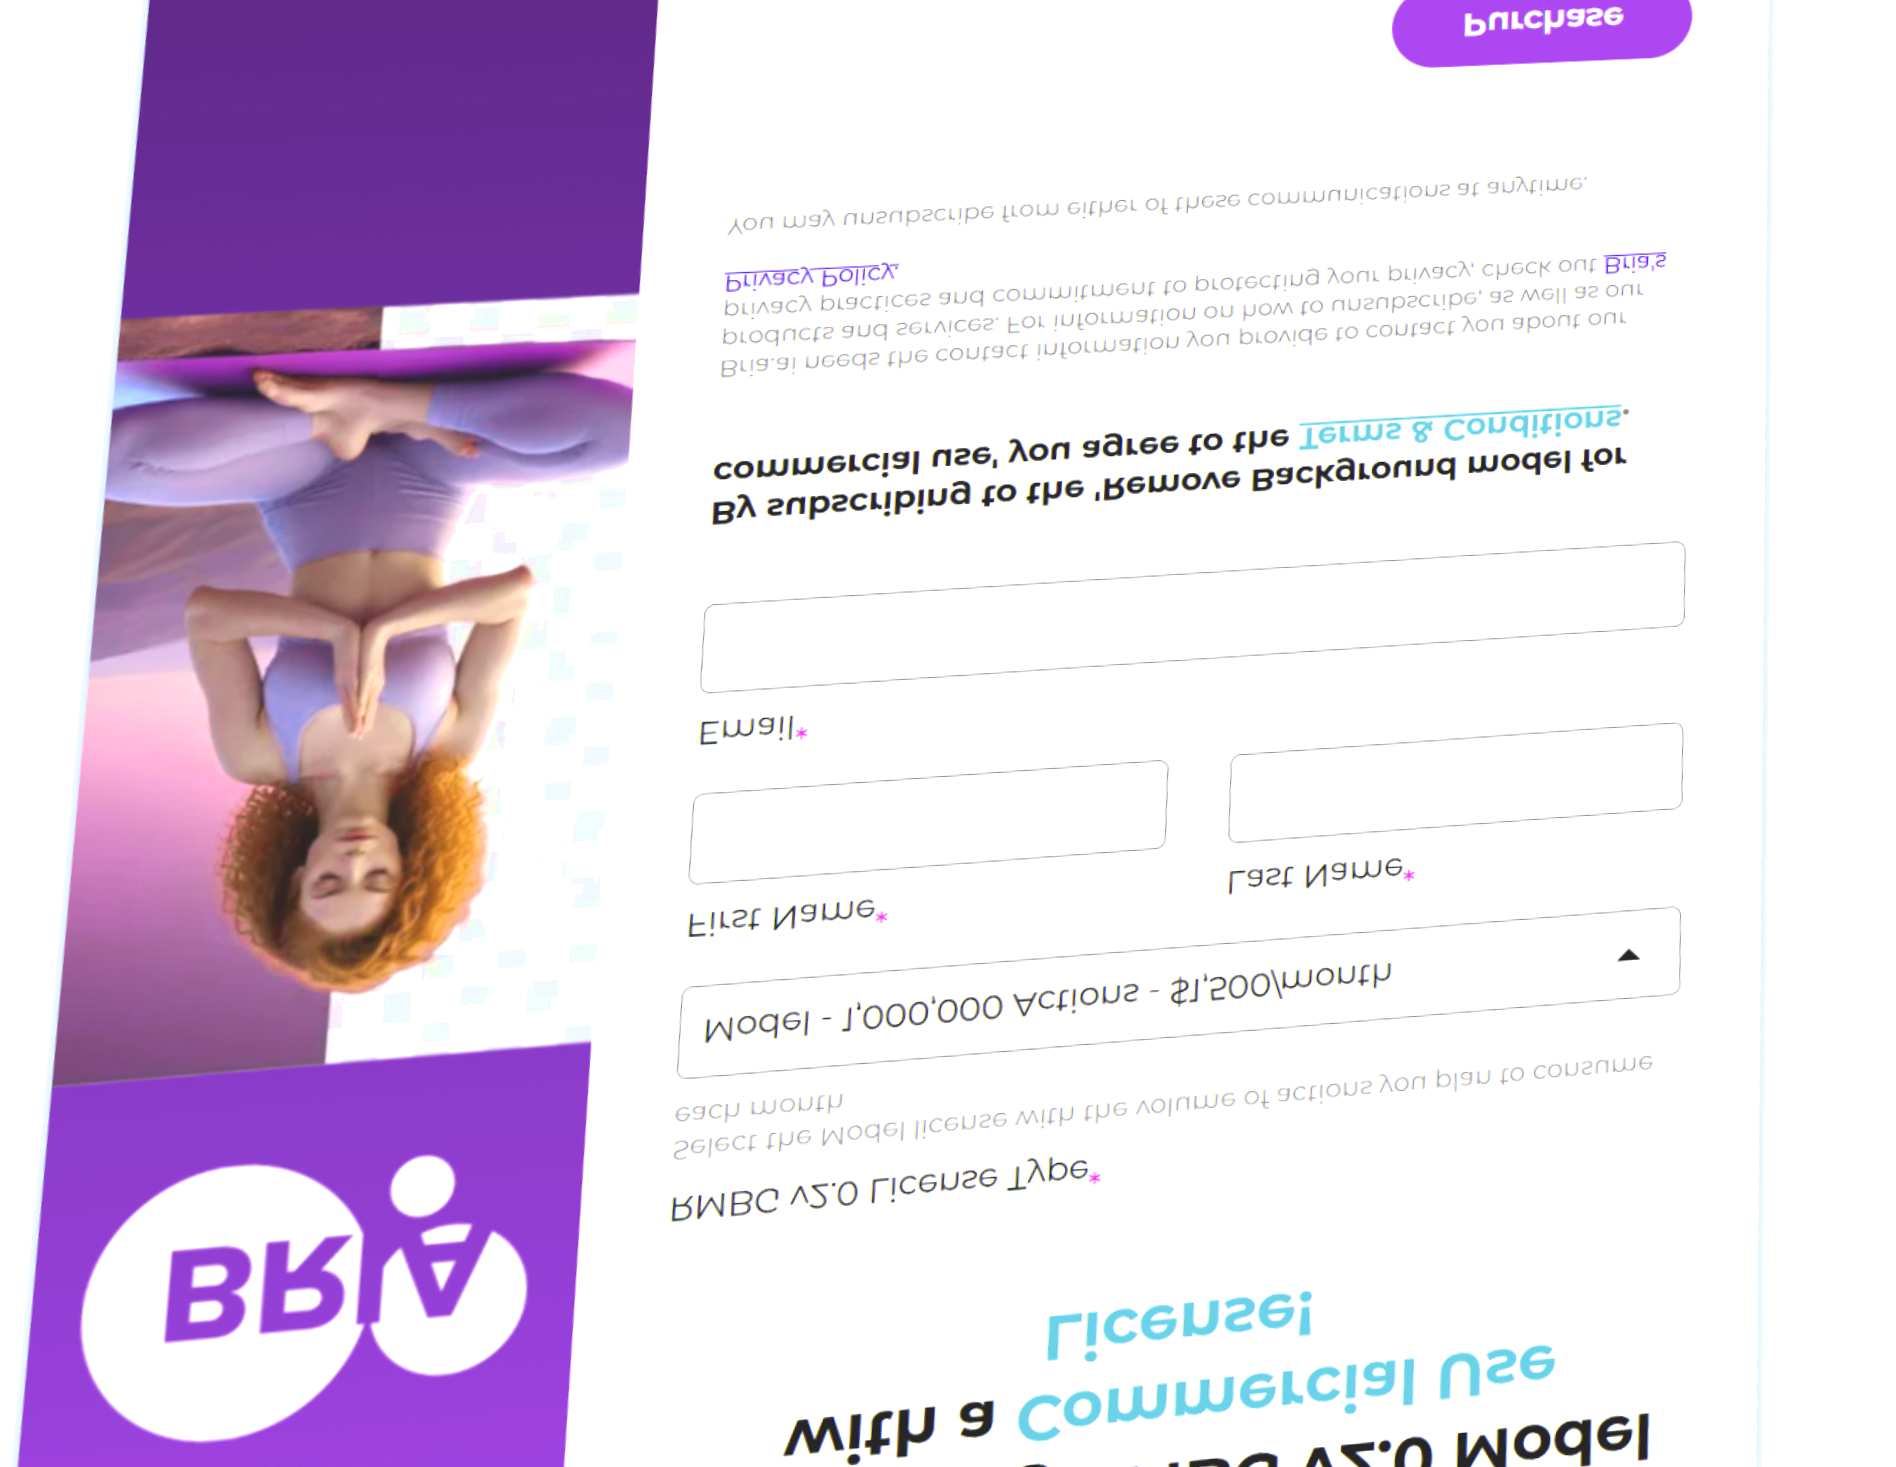 BRIA
RMBG v2.0 Model
with a Commercial Use
License!
RMBG v2.0 License Type*
Select the Model license with the volume of actions you plan to consume
each month
Model - 1,000,000 Actions - $1,500/month
First Name*
Last Name*
Email*
By subscribing to the 'Remove Background model for
commercial use', you agree to the Terms & Conditions.
Bria.ai needs the contact information you provide to contact you about our
products and services. For information on how to unsubscribe, as well as our
privacy practices and commitment to protecting your privacy, check out Bria's
Privacy Policy.
You may unsubscribe from either of these communications at anytime.
Purchase